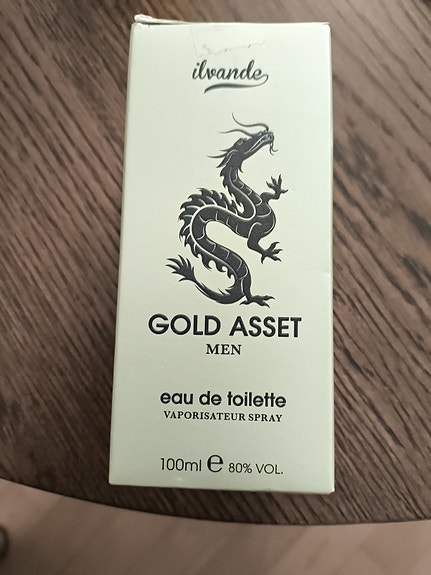 ilvande
GOLD ASSET
MEN
eau de toilette
VAPORISATEUR SPRAY
100ml ℮ 80% VOL.